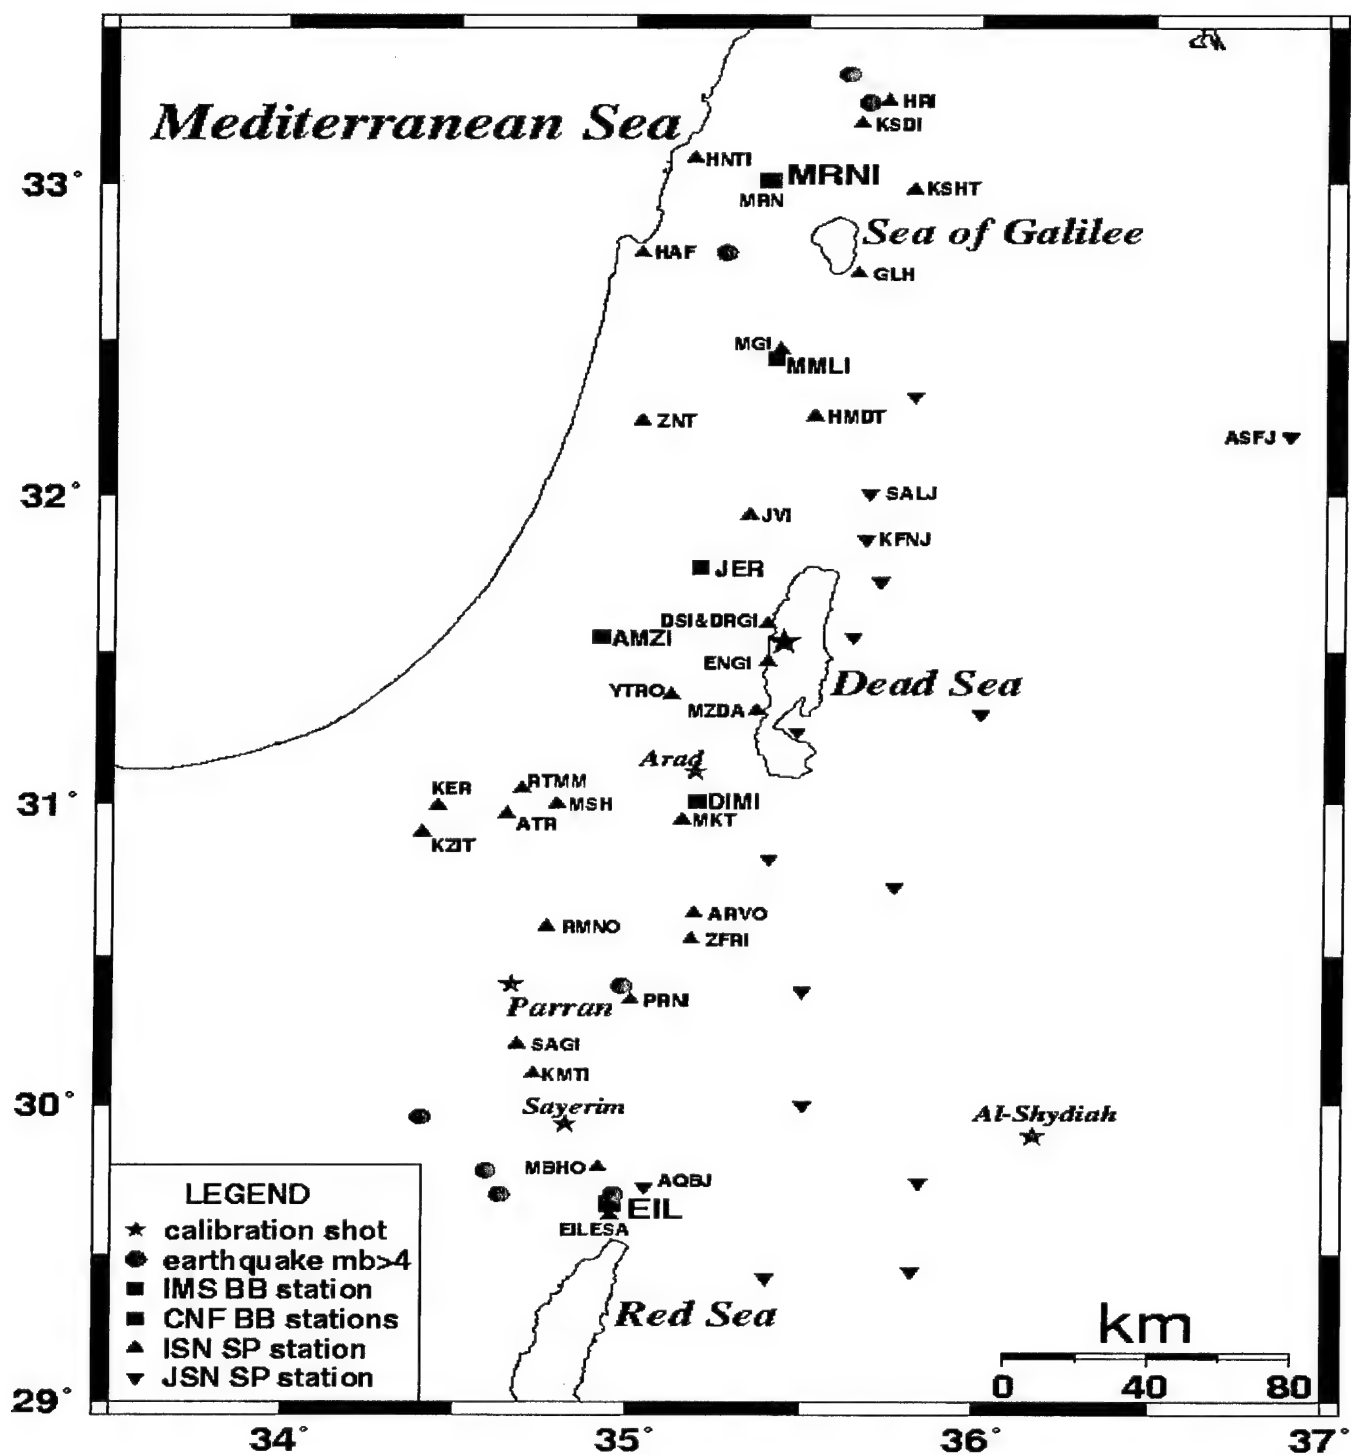 Mediterranean Sea
HRI
KSDI
HNTI
MRNI
33°
MRN
KSHT
Sea of Galilee
HAF
GLH
MGI
MMLI
HMDT
ZNT
ASFJ
32°
SALJ
JVI
KFNJ
JER
DSI&DRGI
AMZI
ENGI
Dead Sea
YTRO
MZDA
Arad
RTMM
KER
31°
MSH
DIMI
ATR
MKT
KZIT
ARVO
RMNO
ZFRI
PRNI
Parran
SAGI
KMTI
30°
Sayerim
Al-Shydiah
MBHO
AQBJ
EIL
EILESA
LEGEND
calibration shot
earthquake mb>4
IMS BB station
CNF BB stations
ISN SP station
JSN SP station
Red Sea
km
0 40 80
29°
34° 35° 36° 37°